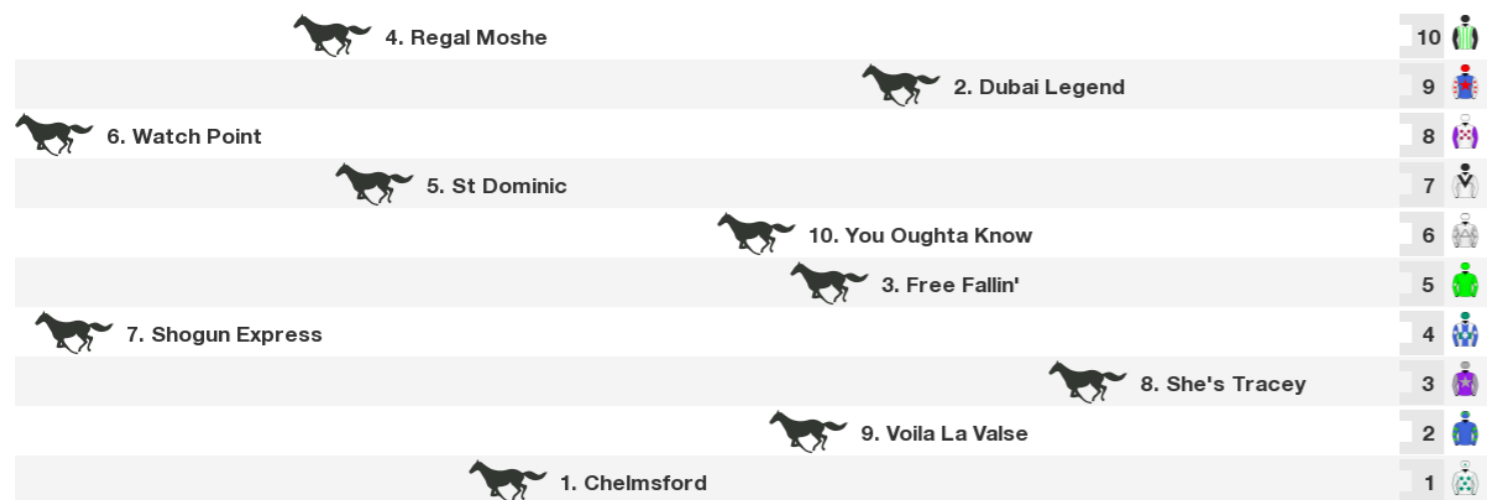 4. Regal Moshe 10
2. Dubai Legend 9
6. Watch Point 8
5. St Dominic 7
10. You Oughta Know 6
3. Free Fallin' 5
7. Shogun Express 4
8. She's Tracey 3
9. Voila La Valse 2
1. Chelmsford 1